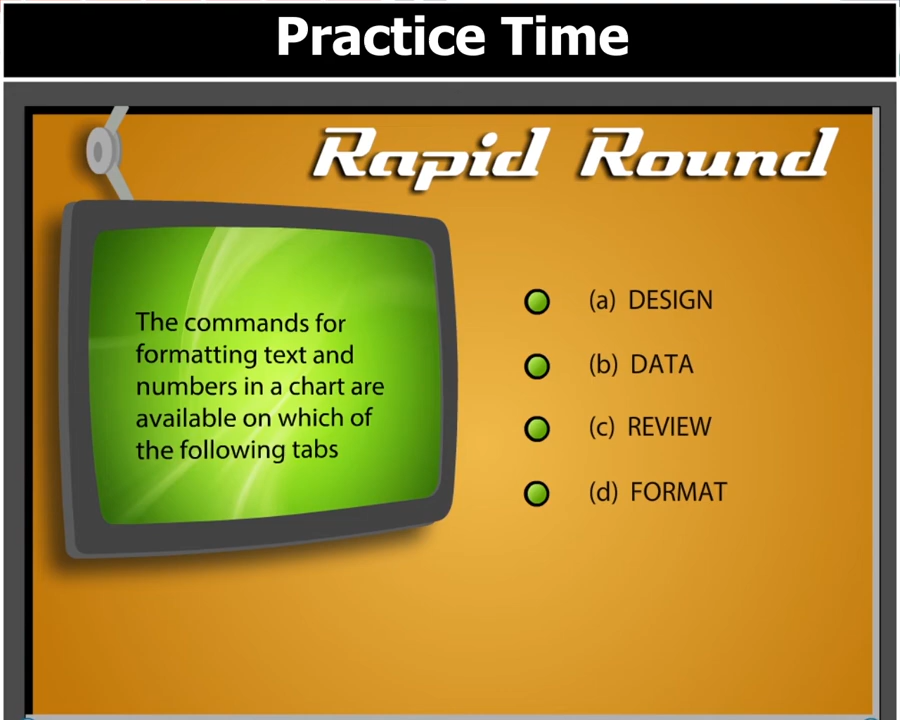 Practice Time
Rapid Round
The commands for
formatting text and
numbers in a chart are
available on which of
the following tabs
(a) DESIGN
(b) DATA
(c) REVIEW
(d) FORMAT